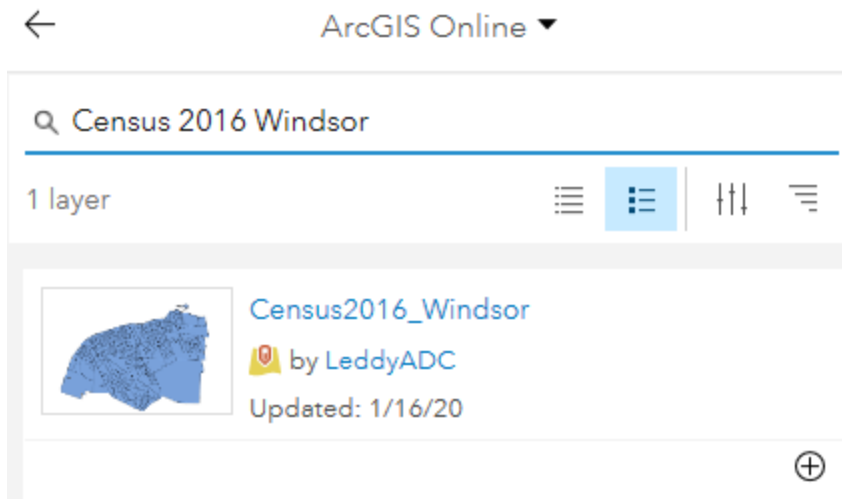 ArcGIS Online
Census 2016 Windsor
1 layer
Census2016_Windsor
by LeddyADC
Updated: 1/16/20